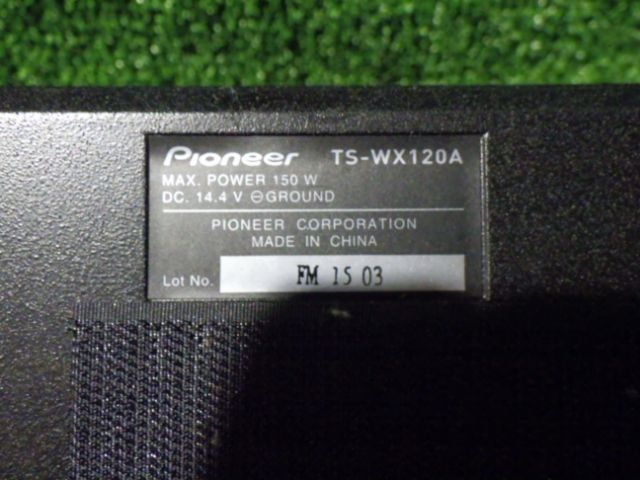 Pioneer TS-WX120A
MAX. POWER 150 W
DC. 14.4 V ⊖GROUND
PIONEER CORPORATION
MADE IN CHINA
Lot No. FM 15 03